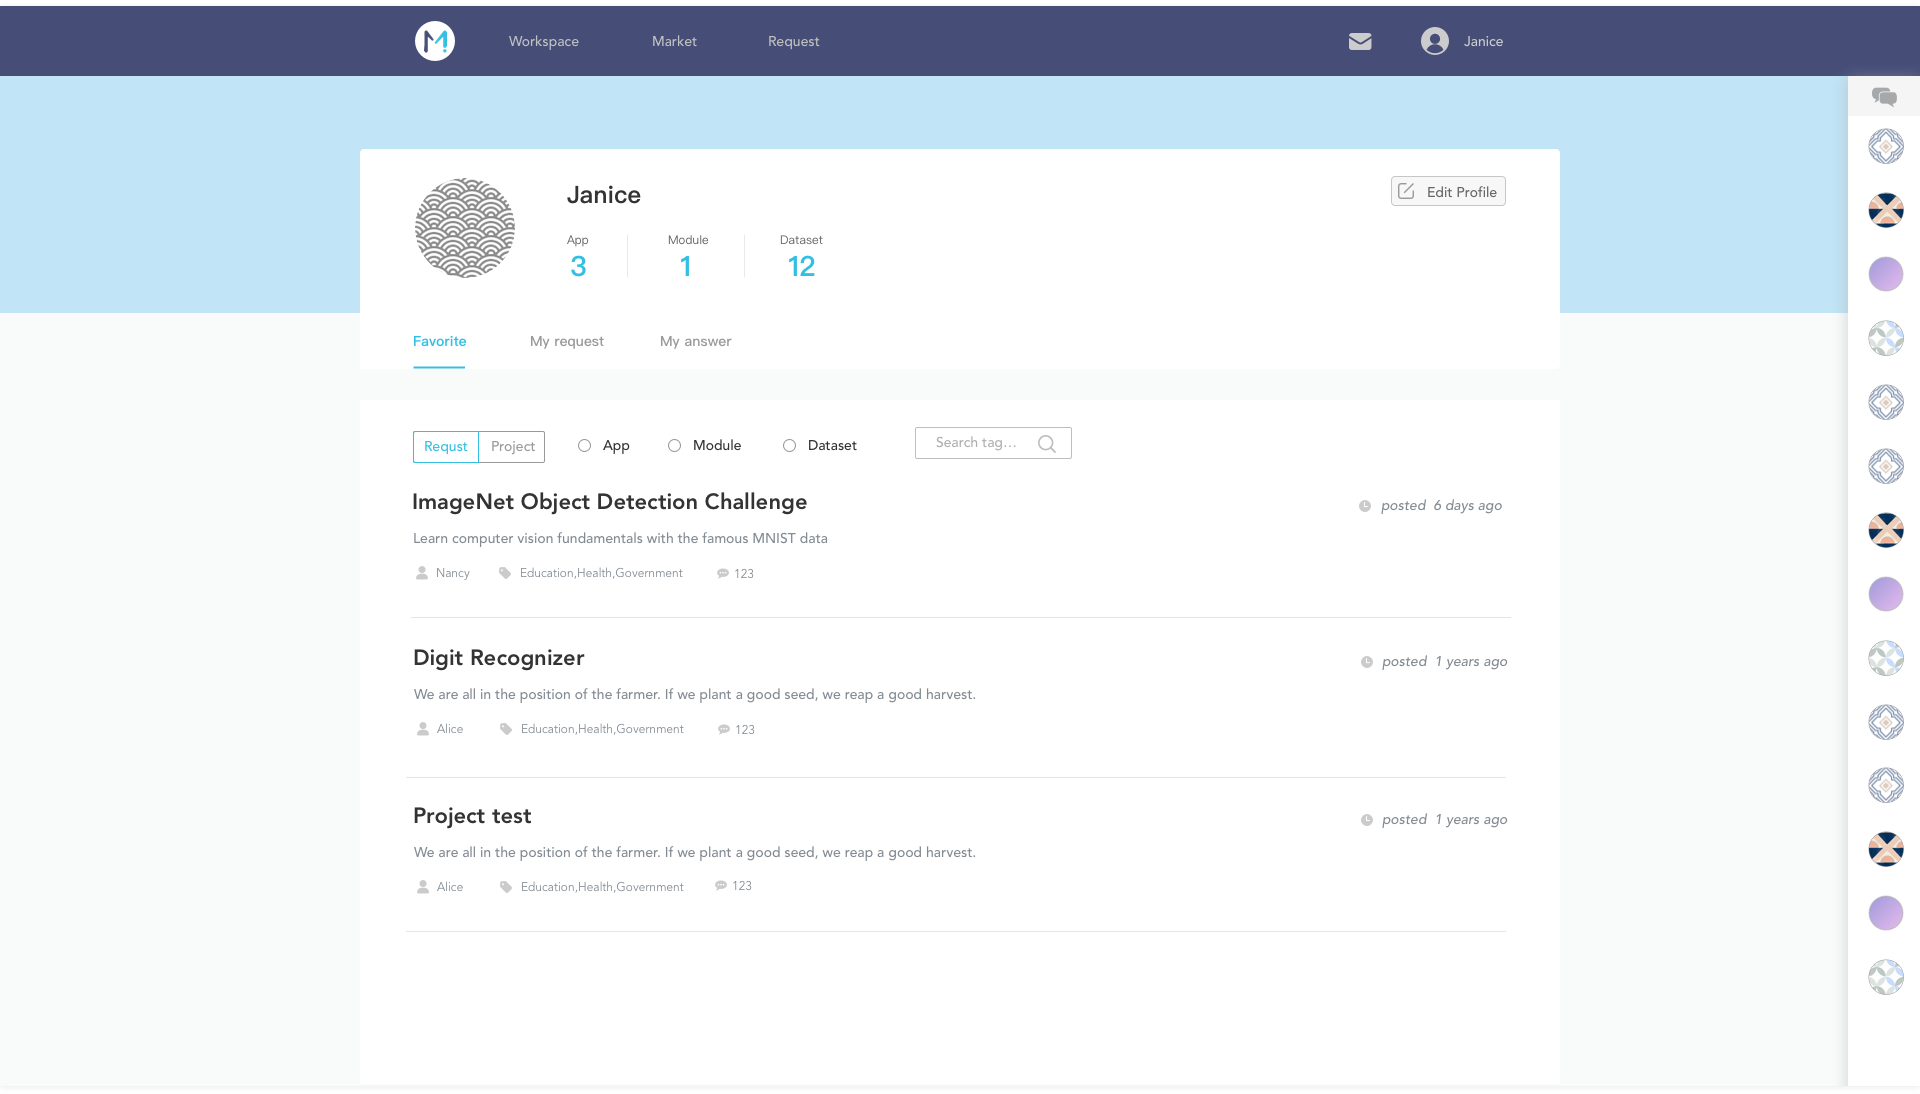 M
Workspace Market Request Janice
Janice
Edit Profile
App Module Dataset
3 1 12
Favorite My request My answer
Requst Project App Module Dataset Search tag...
ImageNet Object Detection Challenge
posted 6 days ago
Learn computer vision fundamentals with the famous MNIST data
Nancy Education,Health,Government 123
Digit Recognizer
posted 1 years ago
We are all in the position of the farmer. If we plant a good seed, we reap a good harvest.
Alice Education,Health,Government 123
Project test
posted 1 years ago
We are all in the position of the farmer. If we plant a good seed, we reap a good harvest.
Alice Education,Health,Government 123